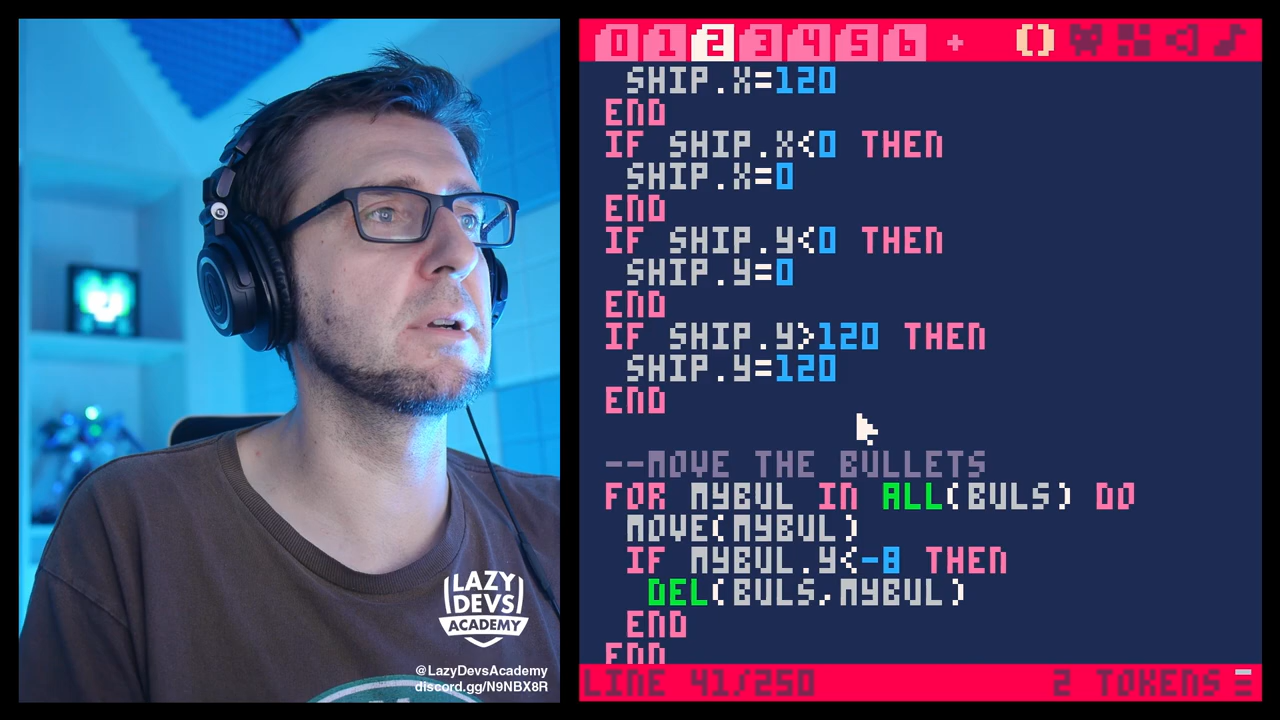 0 1 2 3 4 5 6 +
SHIP.X=120
END
IF SHIP.X<0 THEN
SHIP.X=0
END
IF SHIP.Y<0 THEN
SHIP.Y=0
END
IF SHIP.Y>120 THEN
SHIP.Y=120
END
--MOVE THE BULLETS
FOR MYBUL IN ALL(BULS) DO
MOVE(MYBUL)
IF MYBUL.Y<-8 THEN
DEL(BULS,MYBUL)
END
END
LINE 41/250
2 TOKENS
LAZY
DEVS
ACADEMY
@LazyDevsAcademy
discord.gg/N9NBX8R